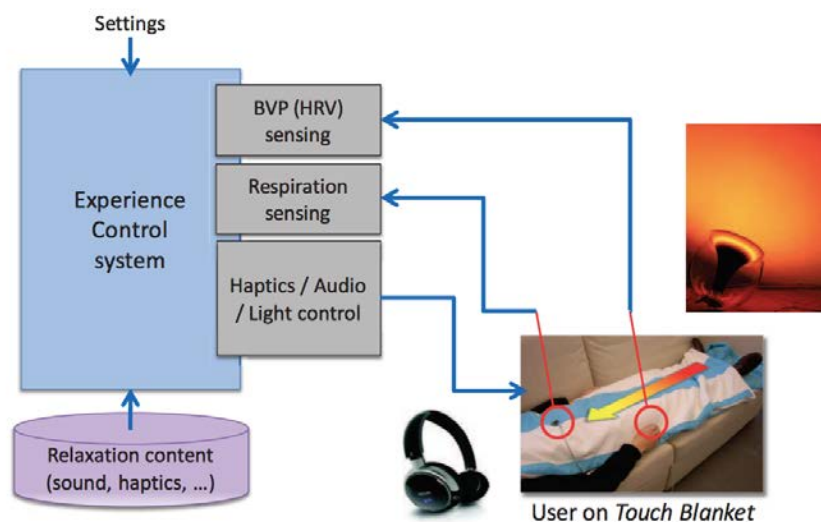 Settings
BVP (HRV)
sensing
Respiration
sensing
Experience
Control
system
Haptics / Audio
/ Light control
Relaxation content
(sound, haptics, ...)
User on Touch Blanket